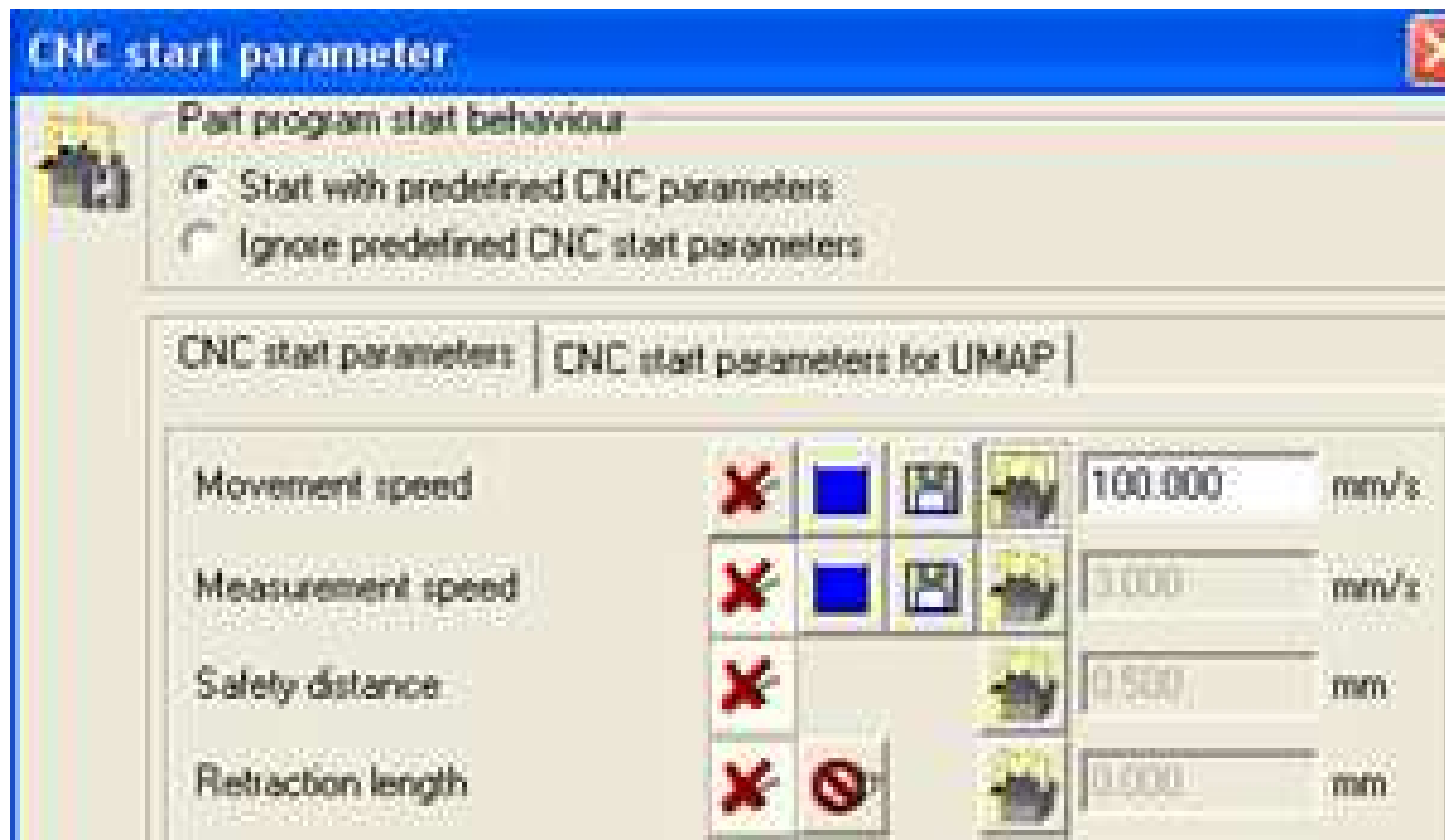 CNC start parameter
Part program start behaviour
Start with predefined CNC parameters
Ignore predefined CNC start parameters
CNC start parameters CNC start parameters for UMAP
Movement speed 100.000 mm/s
Measurement speed 3.000 mm/s
Safety distance 0.500 mm
Retraction length 0.000 mm